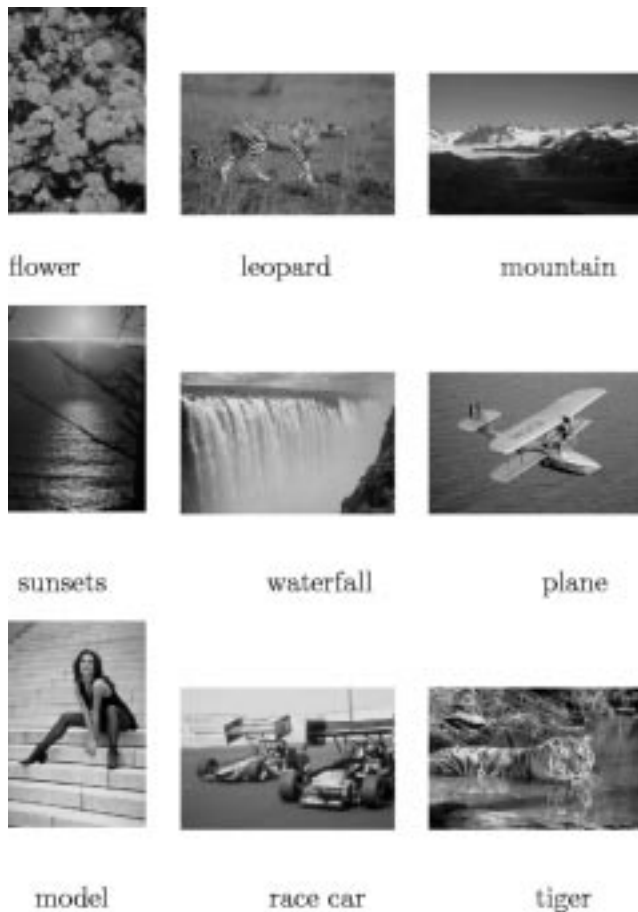 flower leopard mountain
sunsets waterfall plane
model race car tiger